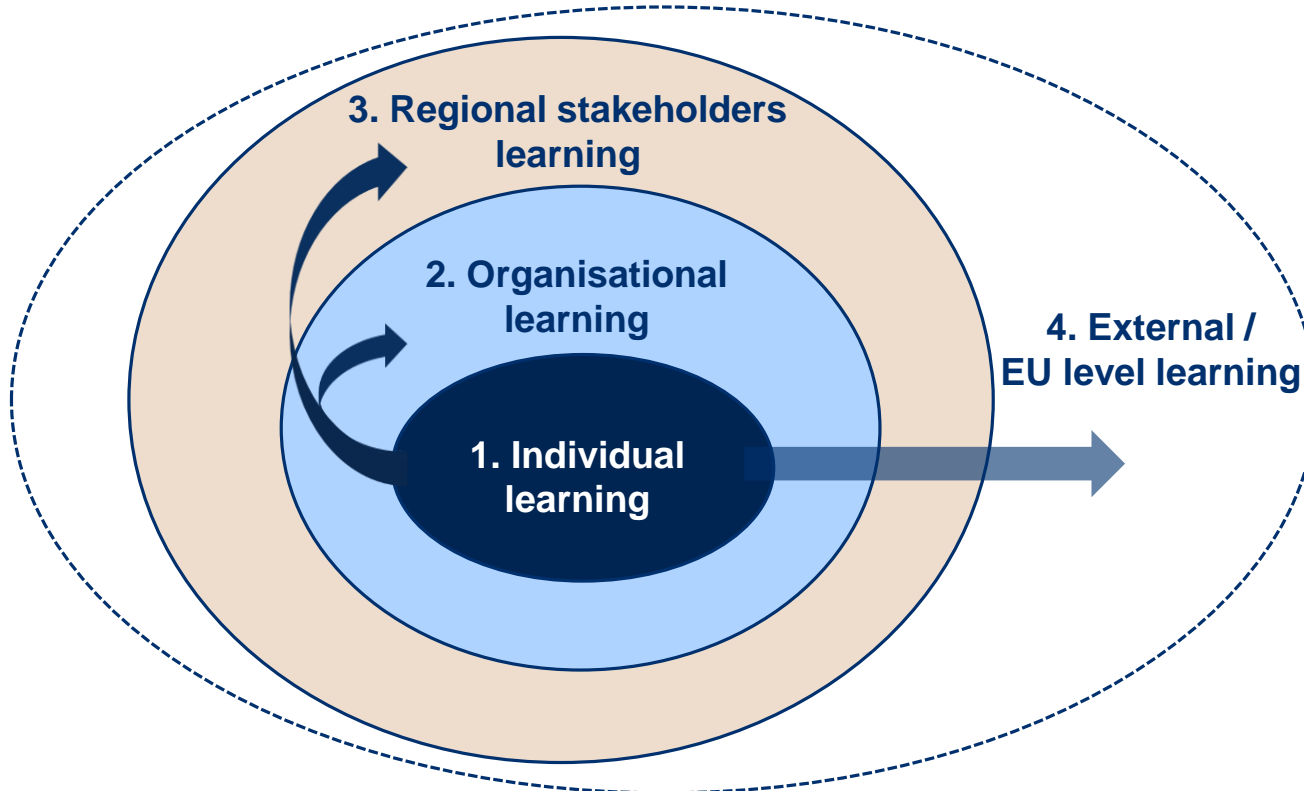 3. Regional stakeholders
learning
2. Organisational
learning
4. External /
EU level learning
1. Individual
learning